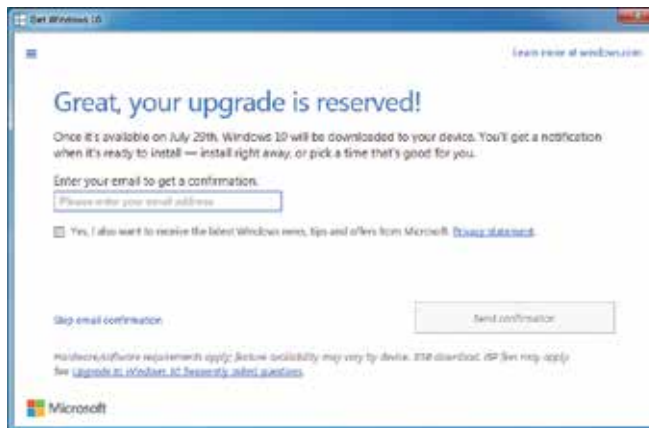 Get Windows 10
Learn more at windows.com
Great, your upgrade is reserved!
Once it's available on July 29th, Windows 10 will be downloaded to your device. You'll get a notification
when it's ready to install — install right away, or pick a time that's good for you.
Enter your email to get a confirmation.
Please enter your email address
Yes, I also want to receive the latest Windows news, tips and offers from Microsoft. Privacy statement.
Skip email confirmation
Send confirmation
Hardware/software requirements apply; feature availability may vary by device. 3GB download. ISP fees may apply.
See Upgrade to Windows 10 frequently asked questions.
Microsoft